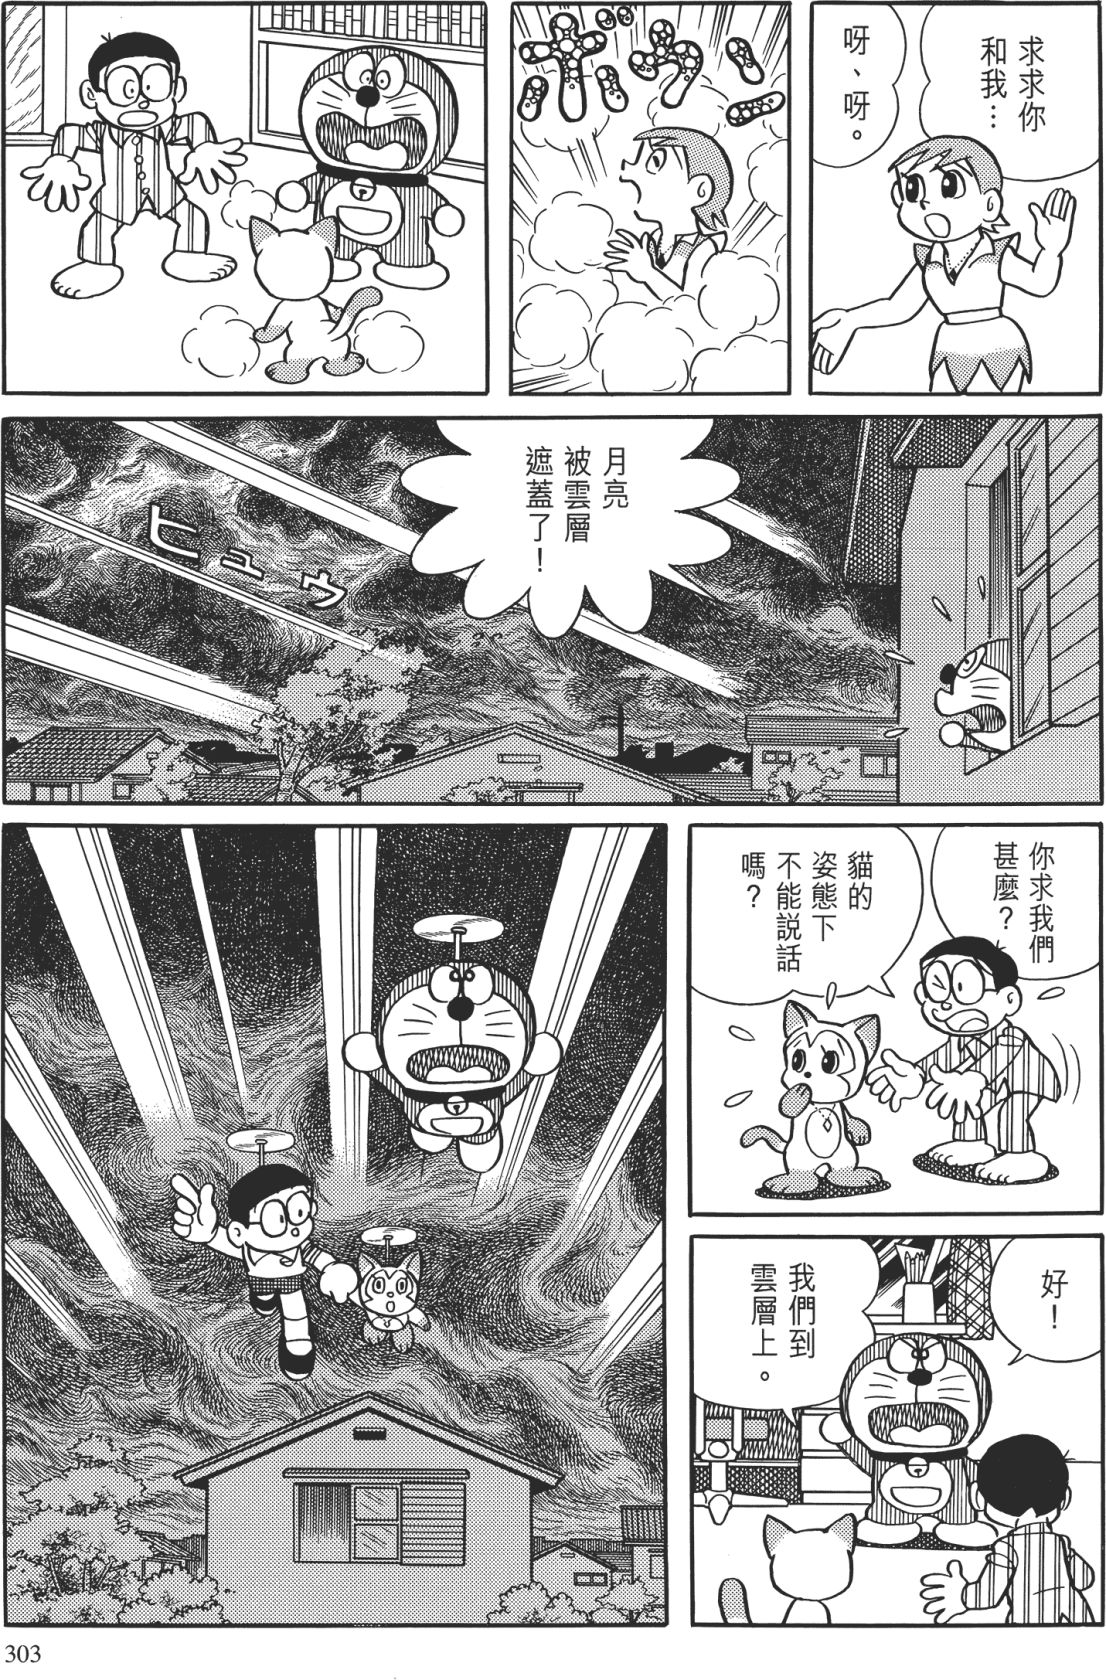 求求你
和我…
呀、呀。
サッ
月亮
被雲層
遮蓋了！
ヒュウ
你求我們
甚麼？
貓的
姿態下
不能說話
嗎？
好！
我們到
雲層上。
303